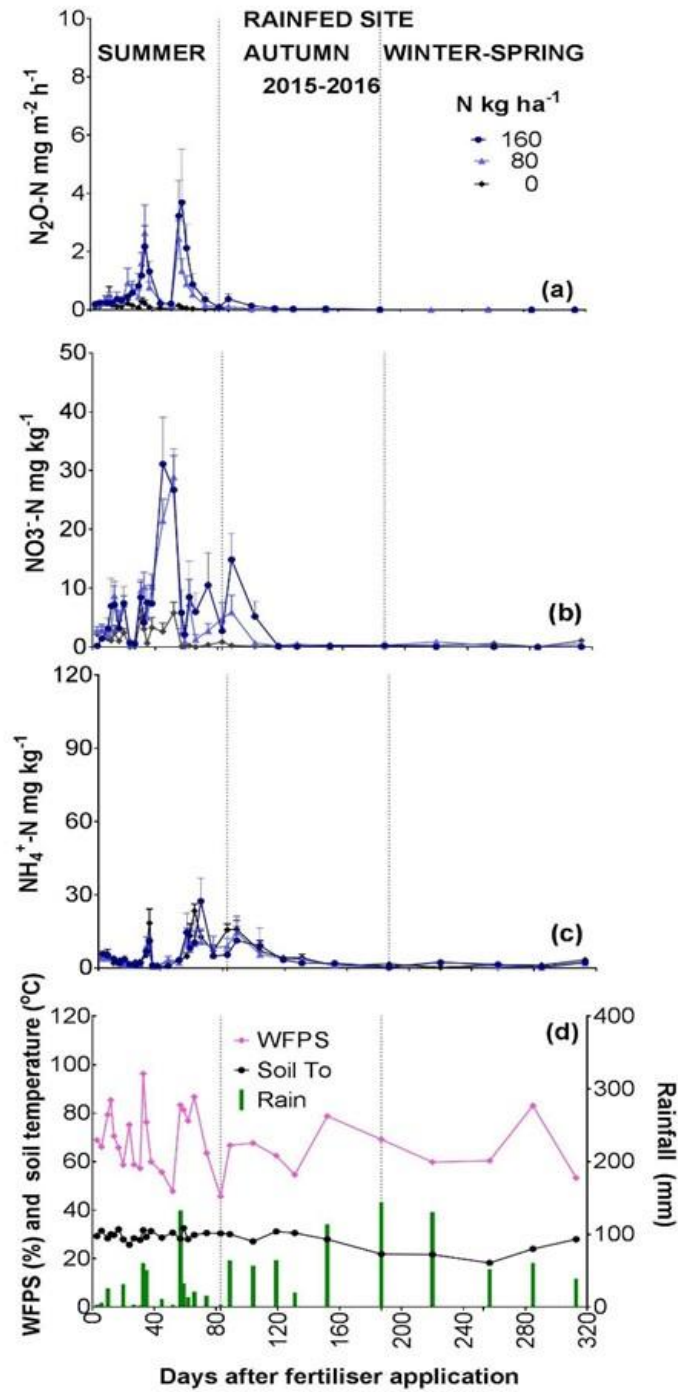 RAINFED SITE
SUMMER AUTUMN WINTER-SPRING
2015-2016
N kg ha⁻¹
160
80
0
N₂O-N mg m⁻² h⁻¹
10
8
6
4
2
0
(a)
NO3⁻-N mg kg⁻¹
50
40
30
20
10
0
(b)
NH₄⁺-N mg kg⁻¹
120
90
60
30
0
(c)
WFPS (%) and soil temperature (°C)
120
100
80
60
40
20
0
(d)
WFPS
Soil To
Rain
400
300
200
100
0
Rainfall
(mm)
0 40 80 120 160 200 240 280 320
Days after fertiliser application